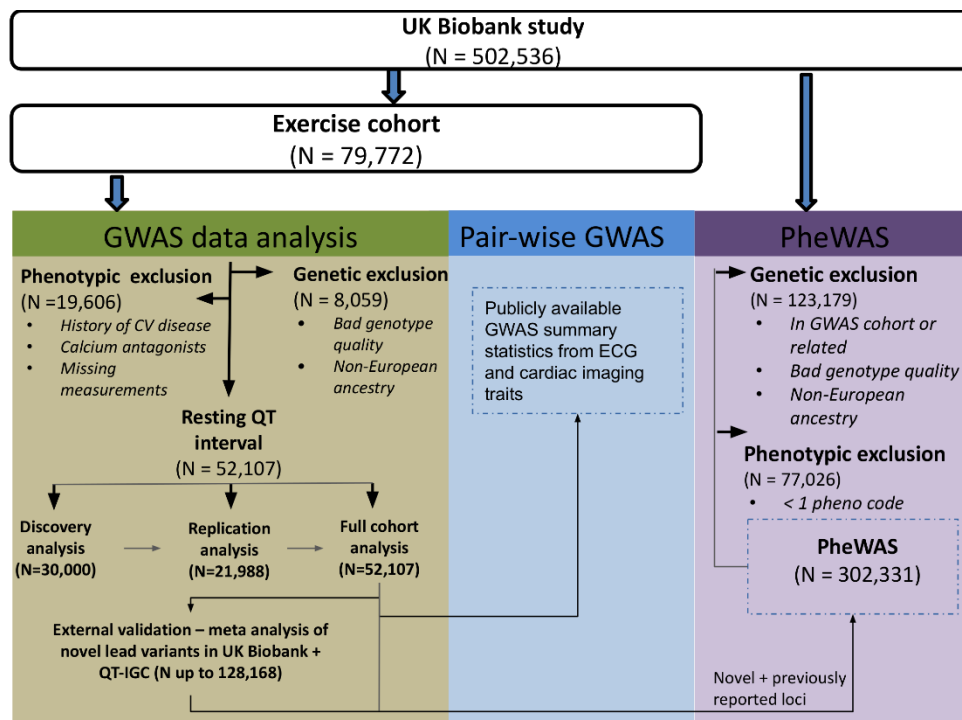 UK Biobank study
(N = 502,536)
Exercise cohort
(N = 79,772)
GWAS data analysis
Phenotypic exclusion
(N =19,606)
• History of CV disease
• Calcium antagonists
• Missing
measurements
Genetic exclusion
(N = 8,059)
• Bad genotype
quality
• Non-European
ancestry
Resting QT
interval
(N = 52,107)
Discovery
analysis
(N=30,000)
Replication
analysis
(N=21,988)
Full cohort
analysis
(N=52,107)
External validation – meta analysis of
novel lead variants in UK Biobank +
QT-IGC (N up to 128,168)
Pair-wise GWAS
Publicly available
GWAS summary
statistics from ECG
and cardiac imaging
traits
PheWAS
Genetic exclusion
(N = 123,179)
• In GWAS cohort or
related
• Bad genotype quality
• Non-European
ancestry
Phenotypic exclusion
(N = 77,026)
• < 1 pheno code
PheWAS
(N = 302,331)
Novel + previously
reported loci